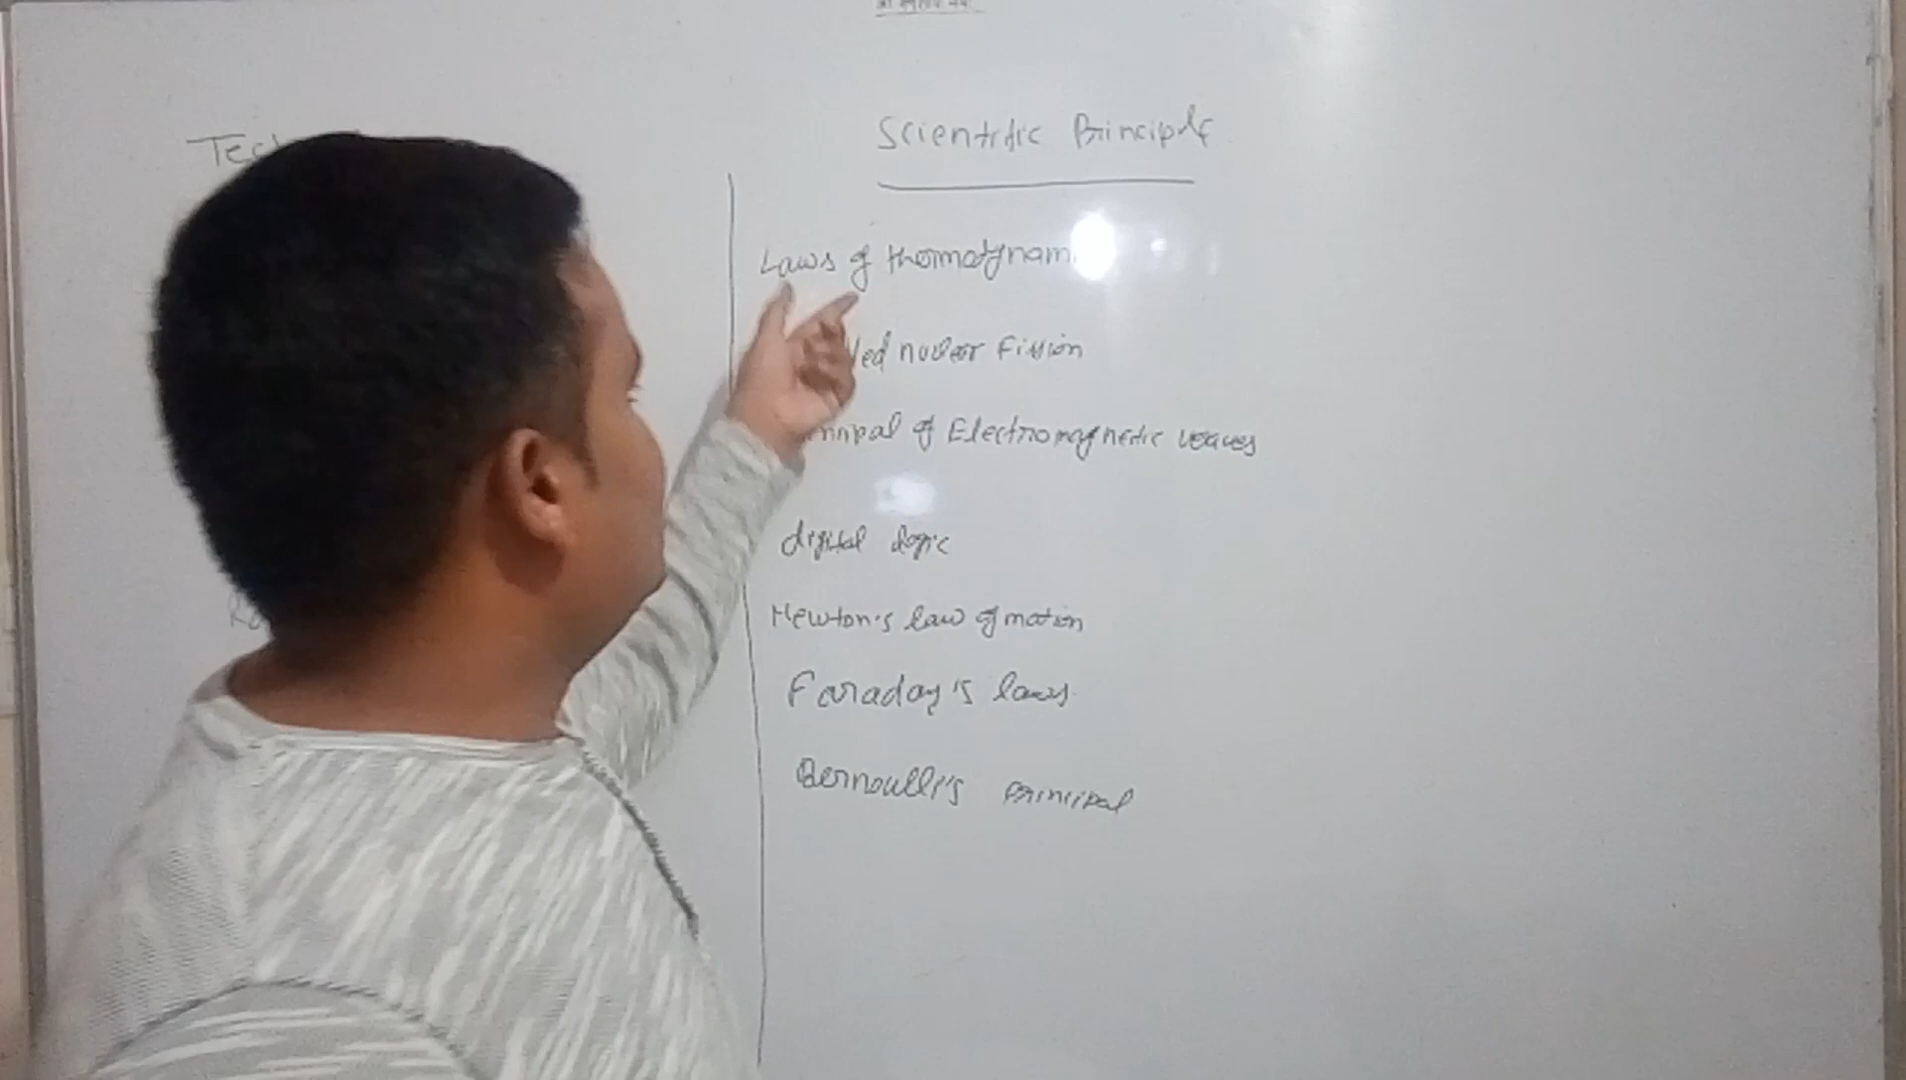 Scientific Principle
Laws of thermodynam
lled nuclear Fission
of Electromagnetic waves
digital logic
Newton's law of motion
Faraday's laws
Bernoulli's Principal